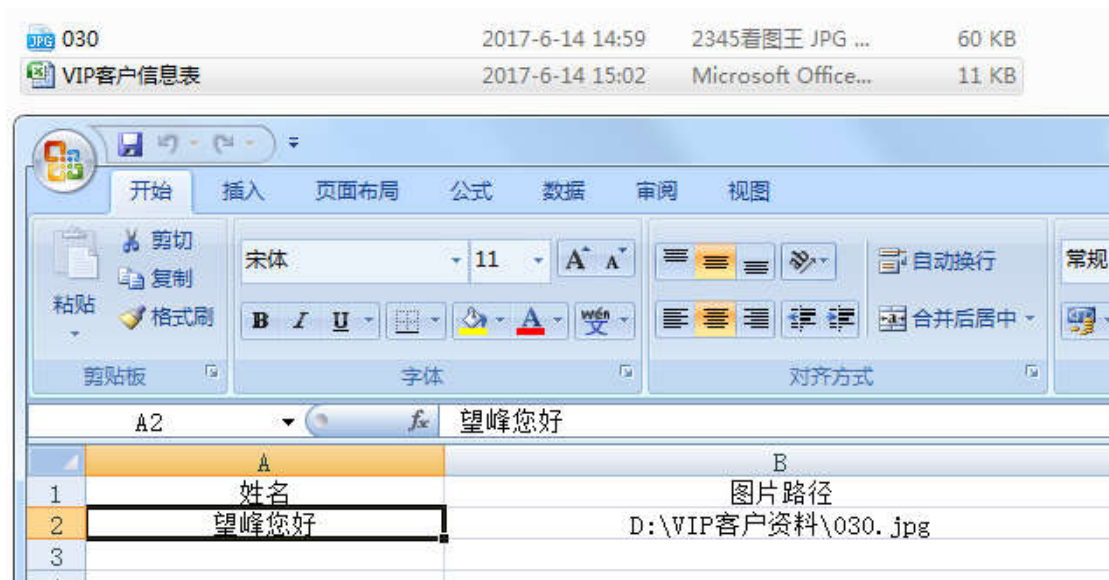 030 2017-6-14 14:59 2345看图王 JPG ... 60 KB
VIP客户信息表 2017-6-14 15:02 Microsoft Office... 11 KB
开始 插入 页面布局 公式 数据 审阅 视图
粘贴 剪切 复制 格式刷
宋体 11 A A
B I U A wén 文
自动换行
合并后居中
常规
剪贴板 字体 对齐方式
A2 fx 望峰您好
A B
1 姓名 图片路径
2 望峰您好 D:\VIP客户资料\030.jpg
3